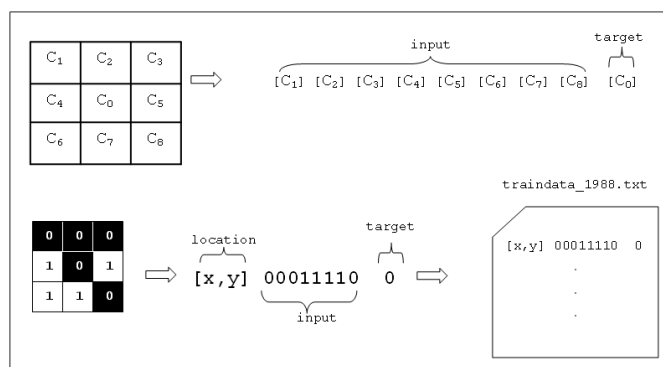 input
target
C₁ C₂ C₃
C₄ C₀ C₅
C₆ C₇ C₈
[C₁] [C₂] [C₃] [C₄] [C₅] [C₆] [C₇] [C₈] [C₀]
traindata_1988.txt
0 0 0
1 0 1
1 1 0
location
target
[x,y] 00011110 0
input
[x,y] 00011110 0
.
.
.